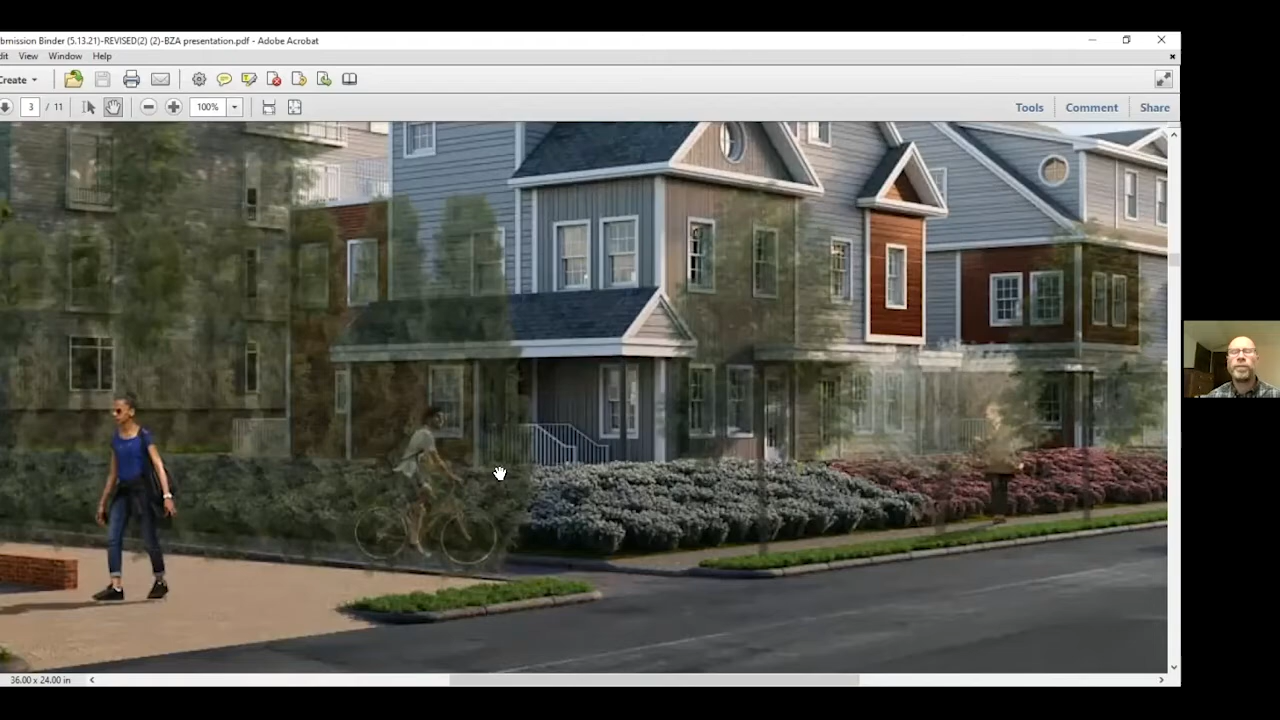 bmission Binder (5.13.21)-REVISED(2) (2)-BZA presentation.pdf - Adobe Acrobat
dit View Window Help
Create
3 / 11 100% Tools Comment Share
36.00 x 24.00 in